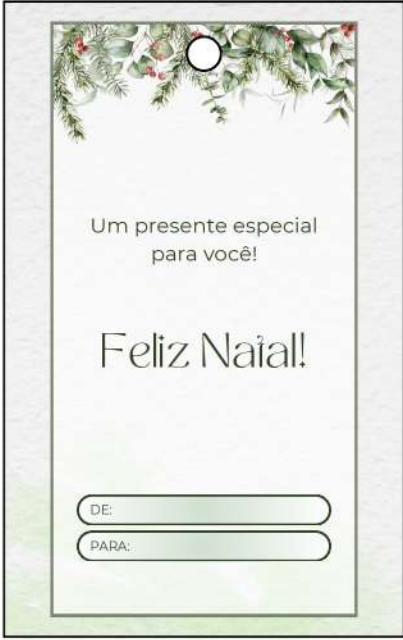 Um presente especial
para você!
Feliz Natal!
DE:
PARA: